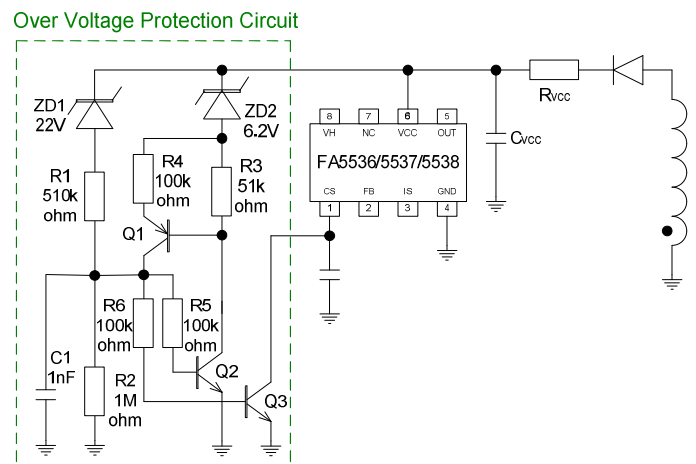 Over Voltage Protection Circuit
ZD1
22V
ZD2
6.2V
R4
100k
ohm
R3
51k
ohm
R1
510k
ohm
Q1
R6
100k
ohm
R5
100k
ohm
C1
1nF
R2
1M
ohm
Q2
Q3
8 7 6 5
VH NC VCC OUT
FA5536/5537/5538
CS FB IS GND
1 2 3 4
RVCC
CVCC